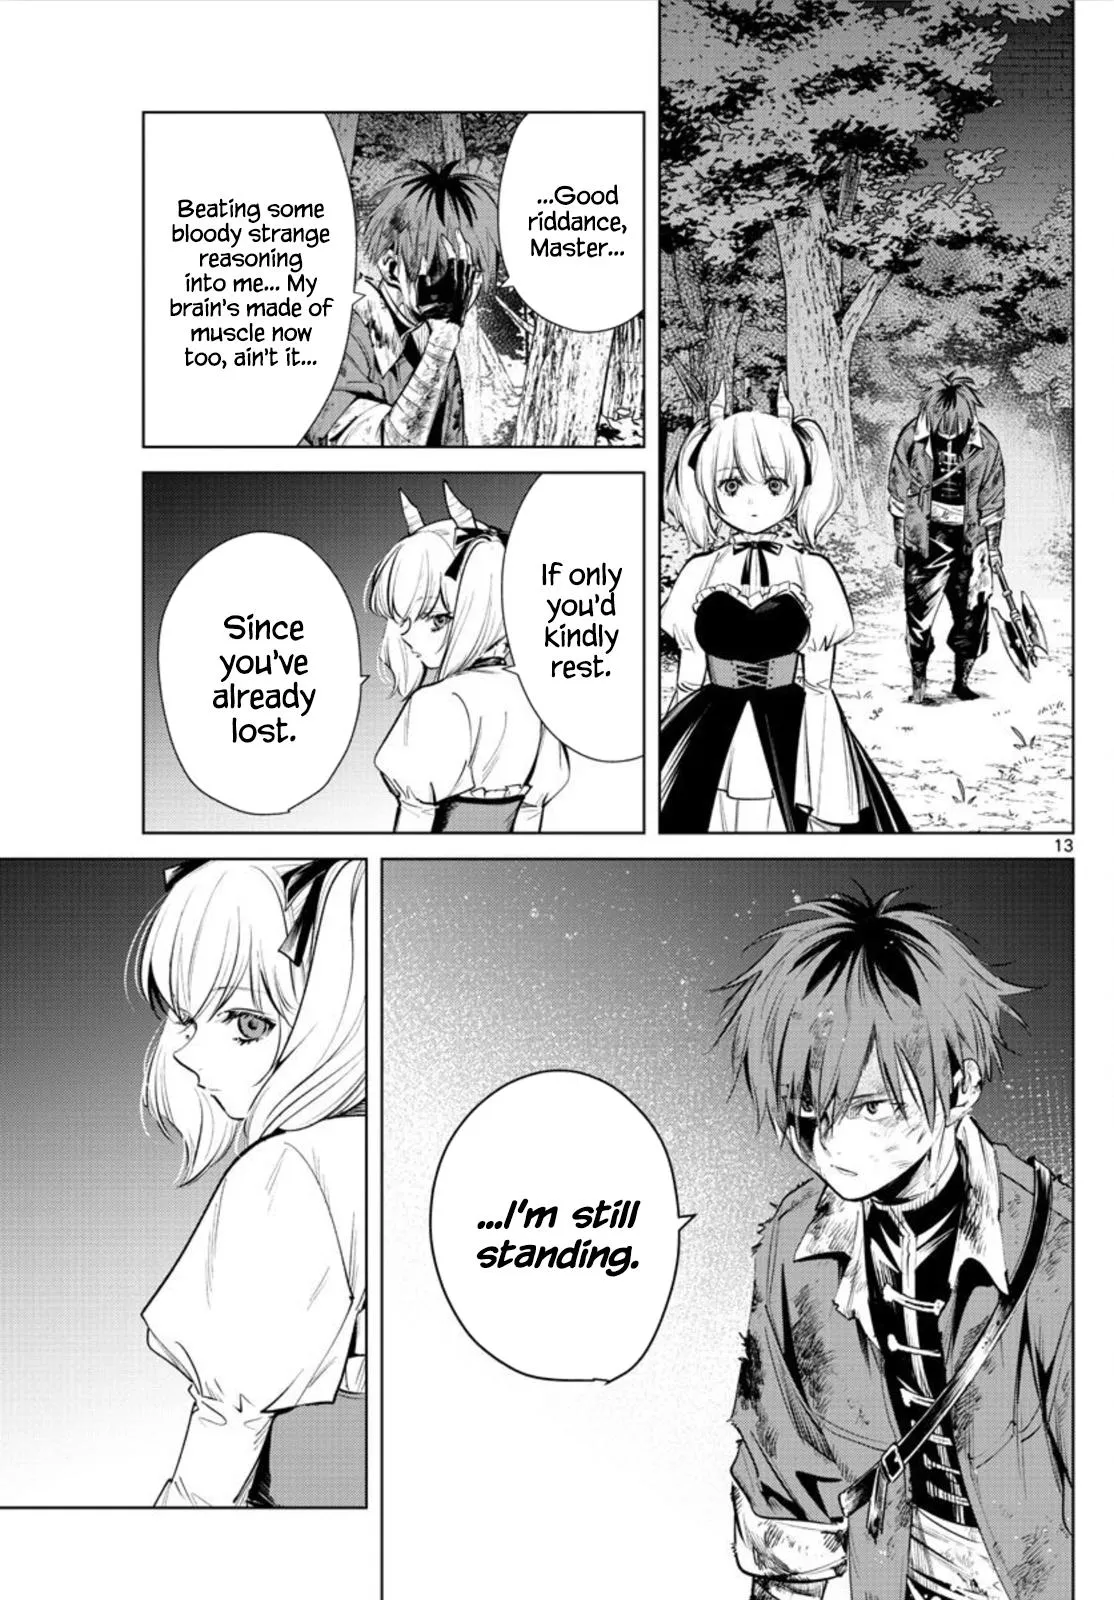 ...Good
riddance,
Master...
Beating some
bloody strange
reasoning
into me... My
brain's made of
muscle now
too, ain't it...
If only
you'd
kindly
rest.
Since
you've
already
lost.
13
...I'm still
standing.